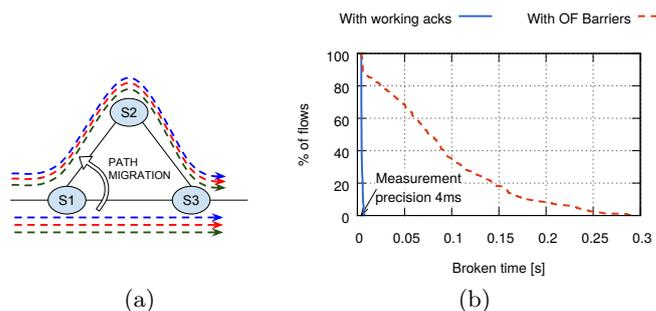 With working acks
With OF Barriers
S2
PATH
MIGRATION
S1
S3
% of flows
100
80
60
40
20
0
Measurement
precision 4ms
0
0.05
0.1
0.15
0.2
0.25
0.3
Broken time [s]
(a)
(b)